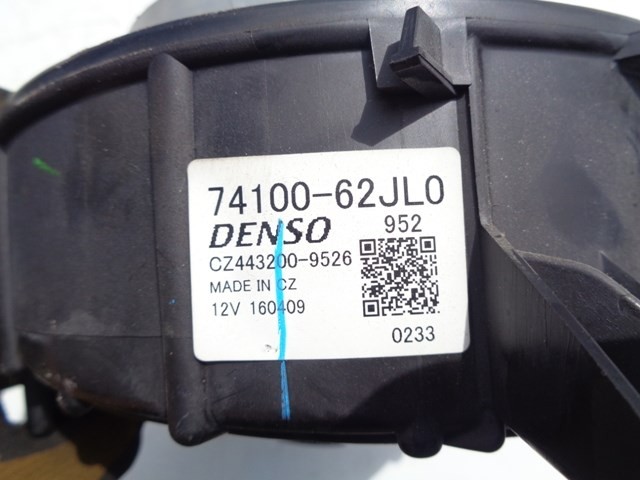 74100-62JL0
DENSO 952
CZ443200-9526
MADE IN CZ
12V 160409
0233